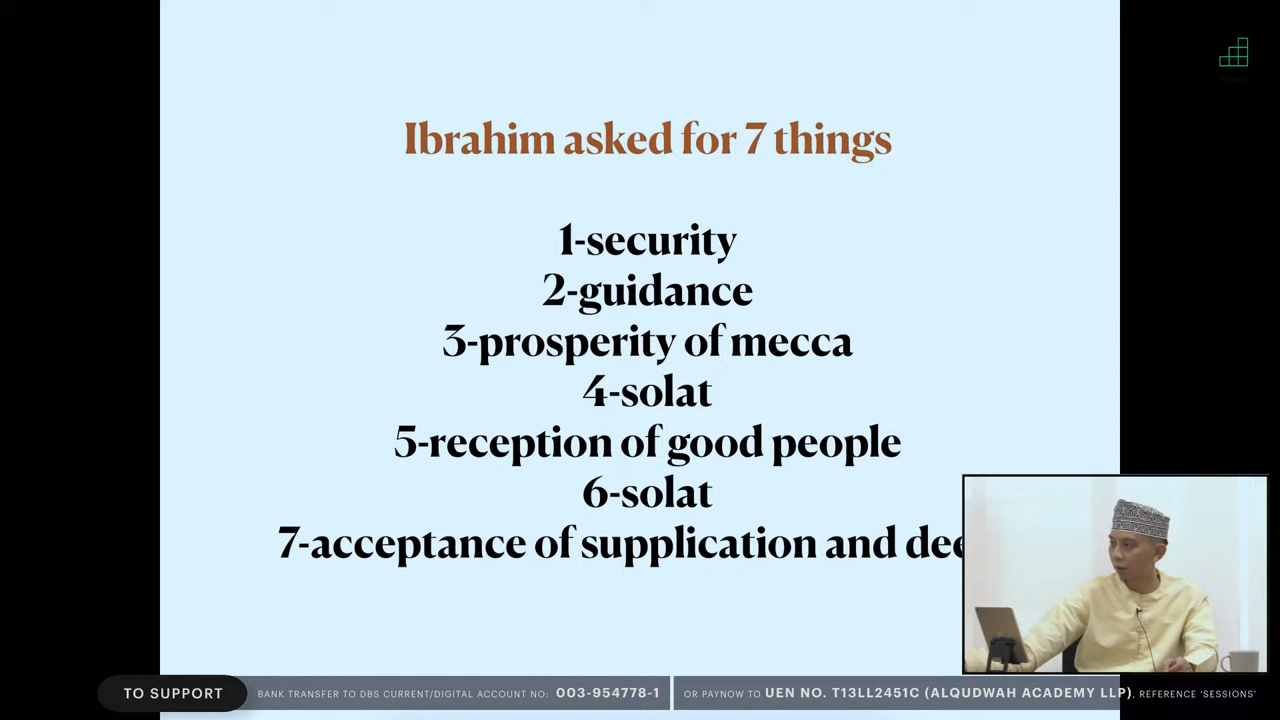 Ibrahim asked for 7 things
1-security
2-guidance
3-prosperity of mecca
4-solat
5-reception of good people
6-solat
7-acceptance of supplication and
TO SUPPORT
BANK TRANSFER TO DBS CURRENT/DIGITAL ACCOUNT NO: 003-954778-1
OR PAYNOW TO UEN NO. T13LL2451C (ALQUDWAH ACADEMY LLP), REFERENCE ‘SESSIONS’